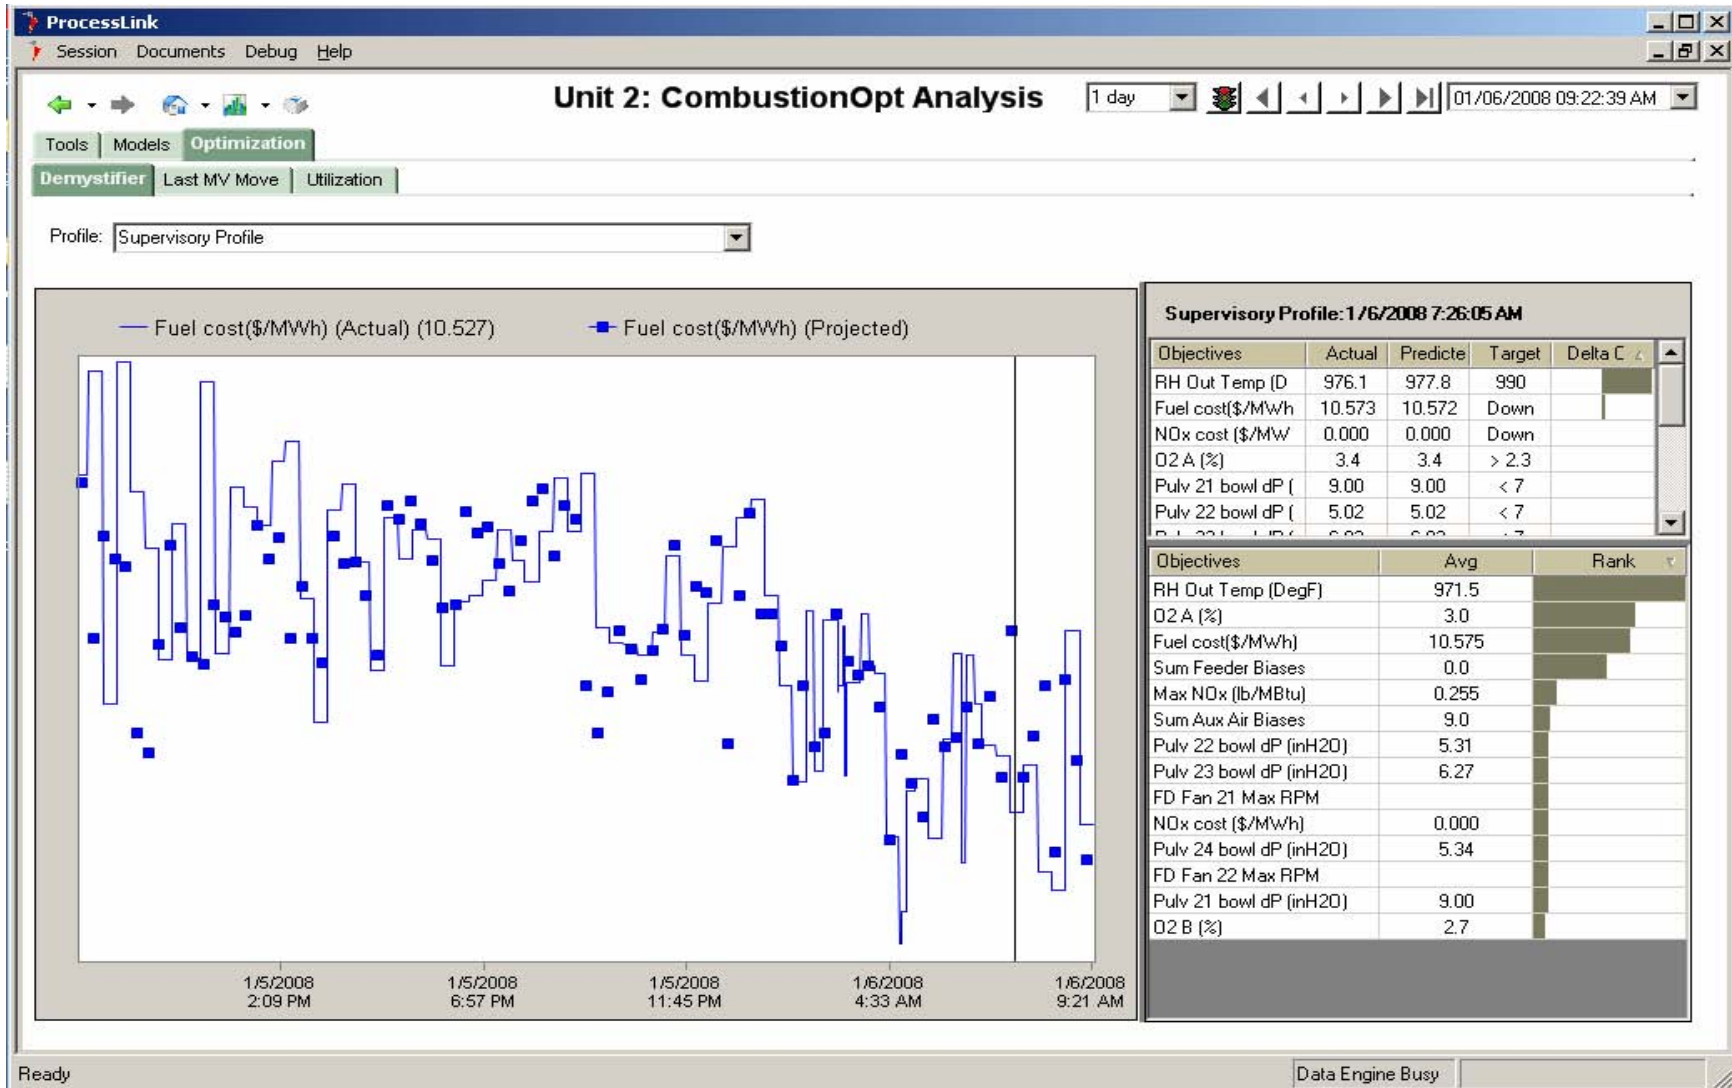 ProcessLink
Session Documents Debug Help
Unit 2: CombustionOpt Analysis
1 day
01/06/2008 09:22:39 AM
Tools Models Optimization
Demystifier Last MV Move Utilization
Profile: Supervisory Profile
Fuel cost($/MWh) (Actual) (10.527) Fuel cost($/MWh) (Projected)
1/5/2008 1/5/2008 1/5/2008 1/6/2008 1/6/2008
2:09 PM 6:57 PM 11:45 PM 4:33 AM 9:21 AM
Supervisory Profile: 1/6/2008 7:26:05 AM
Objectives Actual Predicte Target Delta C
RH Out Temp (D 976.1 977.8 990
Fuel cost($/MWh 10.573 10.572 Down
NOx cost ($/MW 0.000 0.000 Down
O2 A (%) 3.4 3.4 > 2.3
Pulv 21 bowl dP ( 9.00 9.00 < 7
Pulv 22 bowl dP ( 5.02 5.02 < 7
Objectives Avg Rank
RH Out Temp (DegF) 971.5
O2 A (%) 3.0
Fuel cost($/MWh) 10.575
Sum Feeder Biases 0.0
Max NOx (lb/MBtu) 0.255
Sum Aux Air Biases 9.0
Pulv 22 bowl dP (inH2O) 5.31
Pulv 23 bowl dP (inH2O) 6.27
FD Fan 21 Max RPM
NOx cost ($/MWh) 0.000
Pulv 24 bowl dP (inH2O) 5.34
FD Fan 22 Max RPM
Pulv 21 bowl dP (inH2O) 9.00
O2 B (%) 2.7
Ready
Data Engine Busy